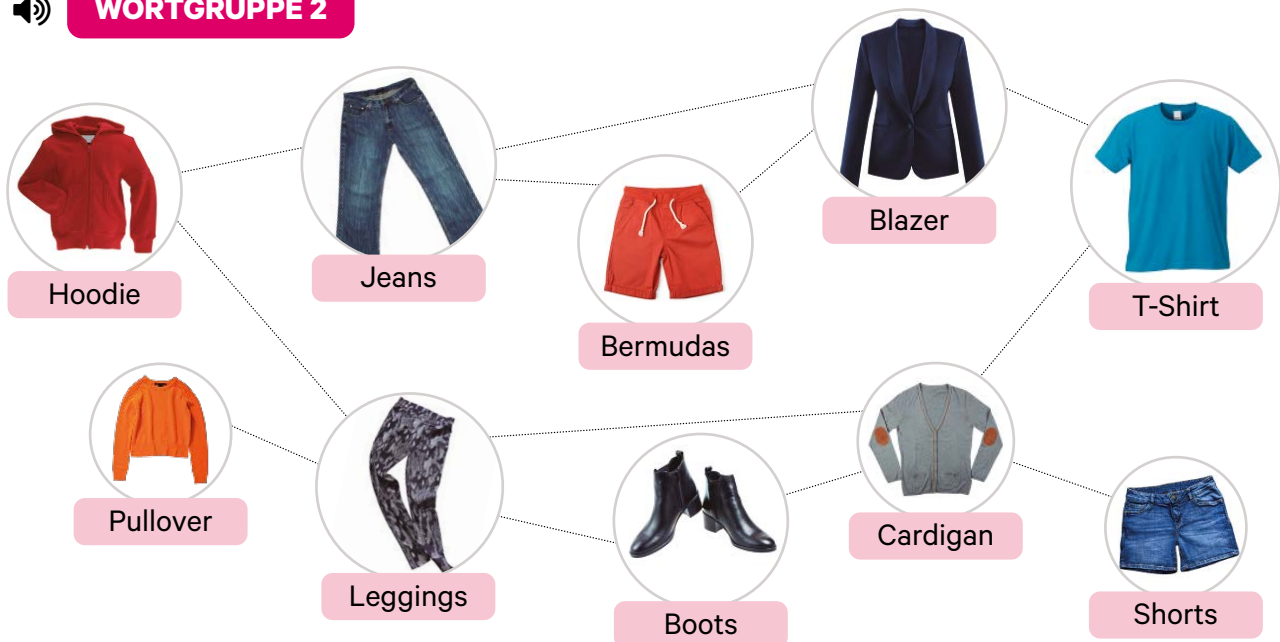 WORTGRUPPE 2
Hoodie
Jeans
Bermudas
Blazer
T-Shirt
Pullover
Leggings
Boots
Cardigan
Shorts